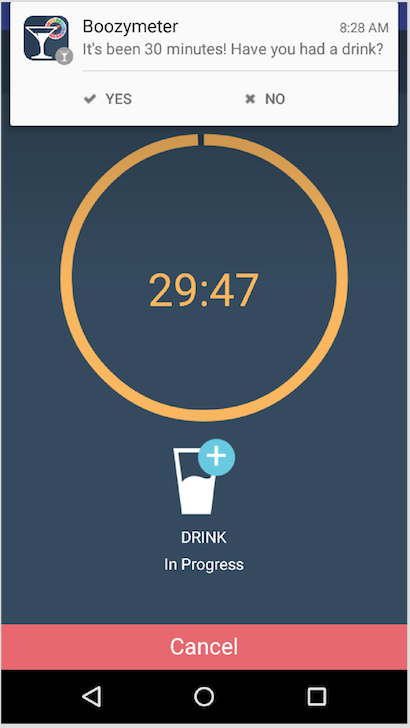 Boozymeter
8:28 AM
It's been 30 minutes! Have you had a drink?
YES
NO
29:47
DRINK
In Progress
Cancel